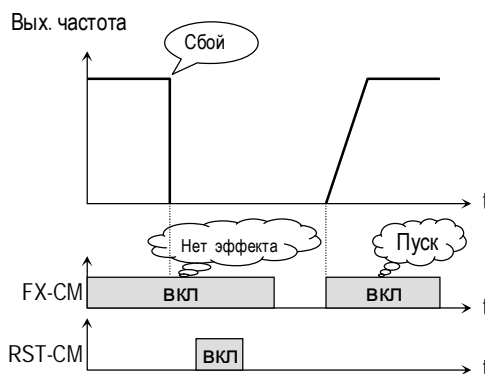 Вых. частота
Сбой
t
Нет эффекта
Пуск
FX-CM
ВКЛ
ВКЛ
t
RST-CM
ВКЛ
t